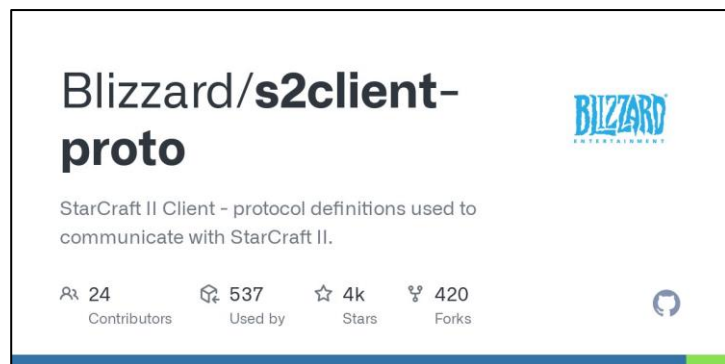 Blizzard/s2client-
proto
BLIZZARD
ENTERTAINMENT
StarCraft II Client - protocol definitions used to
communicate with StarCraft II.
24
Contributors
537
Used by
4k
Stars
420
Forks